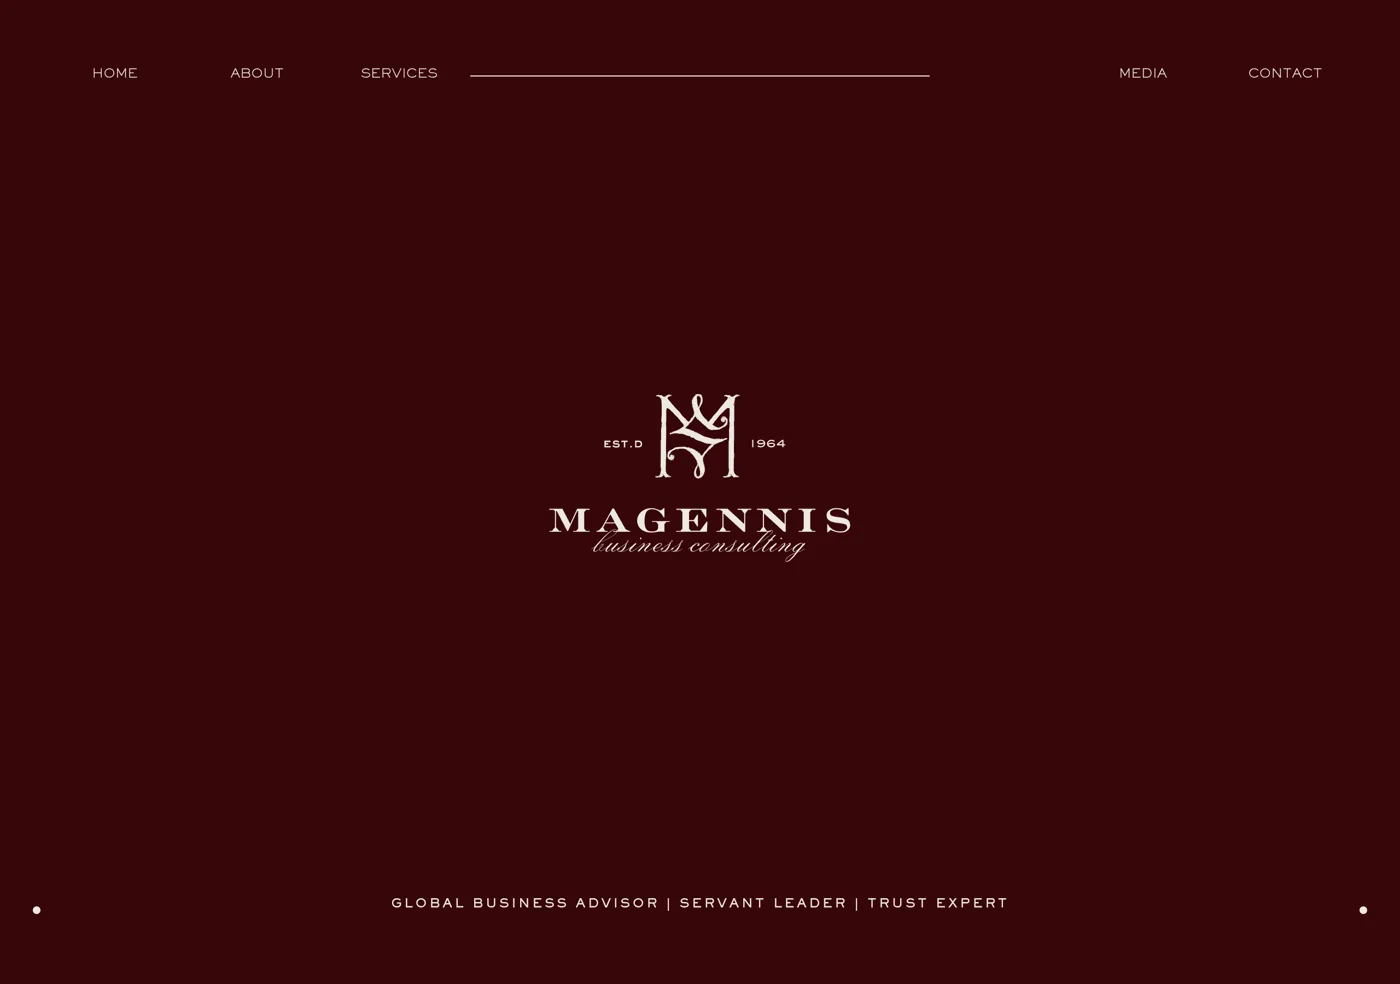 HOME ABOUT SERVICES MEDIA CONTACT
EST.D M 1964
MAGENNIS
business consulting
GLOBAL BUSINESS ADVISOR | SERVANT LEADER | TRUST EXPERT